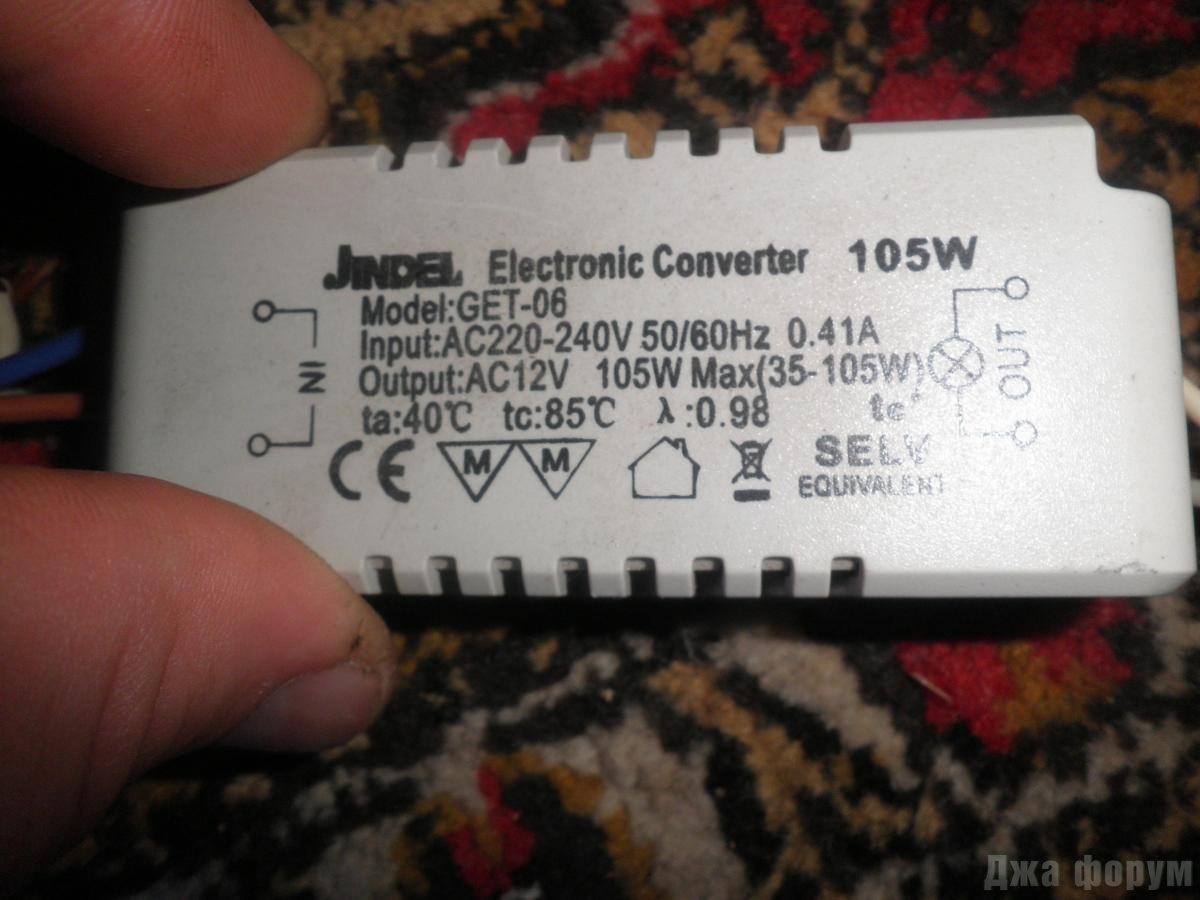 JINDEL Electronic Converter 105W
Model:GET-06
Input:AC220-240V 50/60Hz 0.41A
Output:AC12V 105W Max(35-105W)
ta:40℃ tc:85℃ λ:0.98 tc
IN
OUT
CE M M SELV
EQUIVALENT
Джа форум